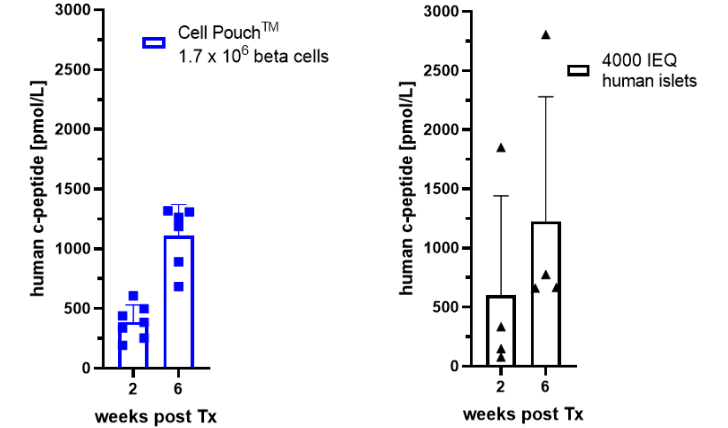 Cell Pouch™
1.7 x 10⁶ beta cells
human c-peptide [pmol/L]
3000
2500
2000
1500
1000
500
0
2 6
weeks post Tx
4000 IEQ
human islets
human c-peptide [pmol/L]
3000
2500
2000
1500
1000
500
0
2 6
weeks post Tx